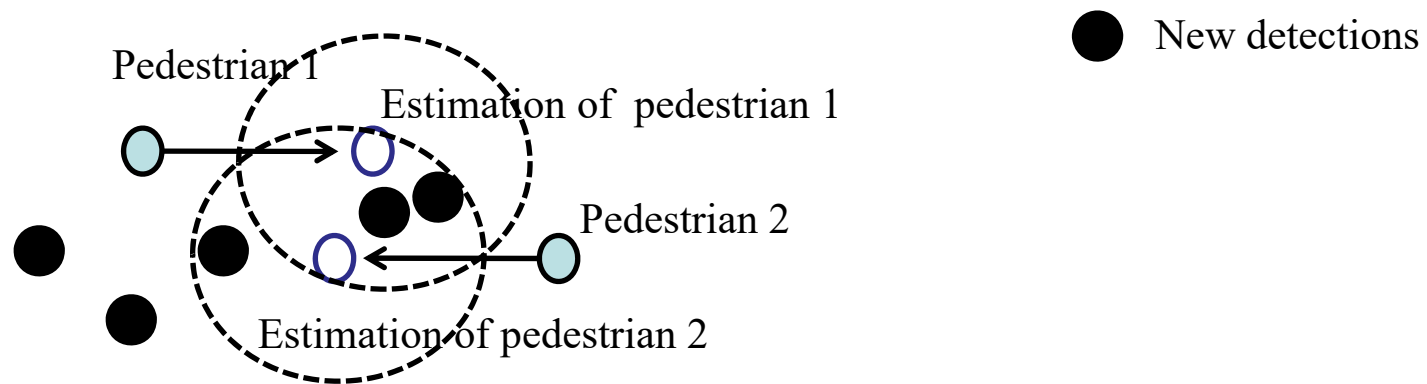 New detections
Pedestrian 1
Estimation of pedestrian 1
Pedestrian 2
Estimation of pedestrian 2